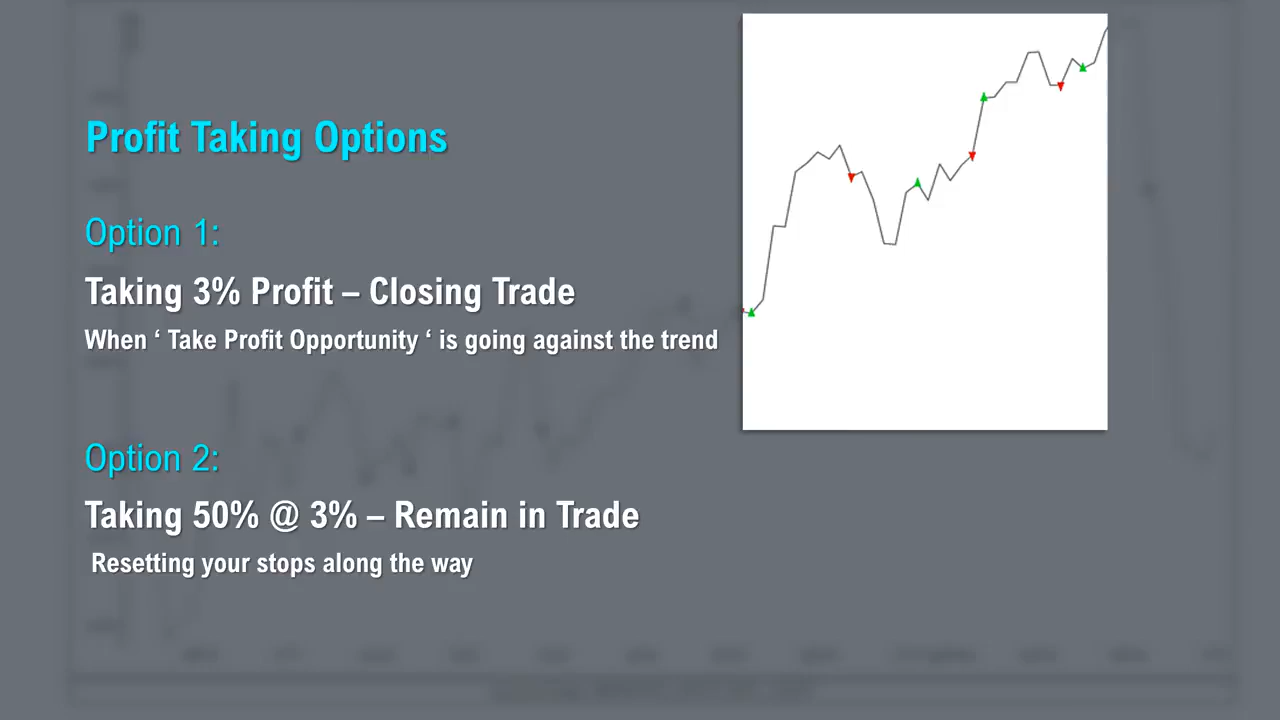 Profit Taking Options
Option 1:
Taking 3% Profit – Closing Trade
When ‘ Take Profit Opportunity ‘ is going against the trend
Option 2:
Taking 50% @ 3% – Remain in Trade
Resetting your stops along the way